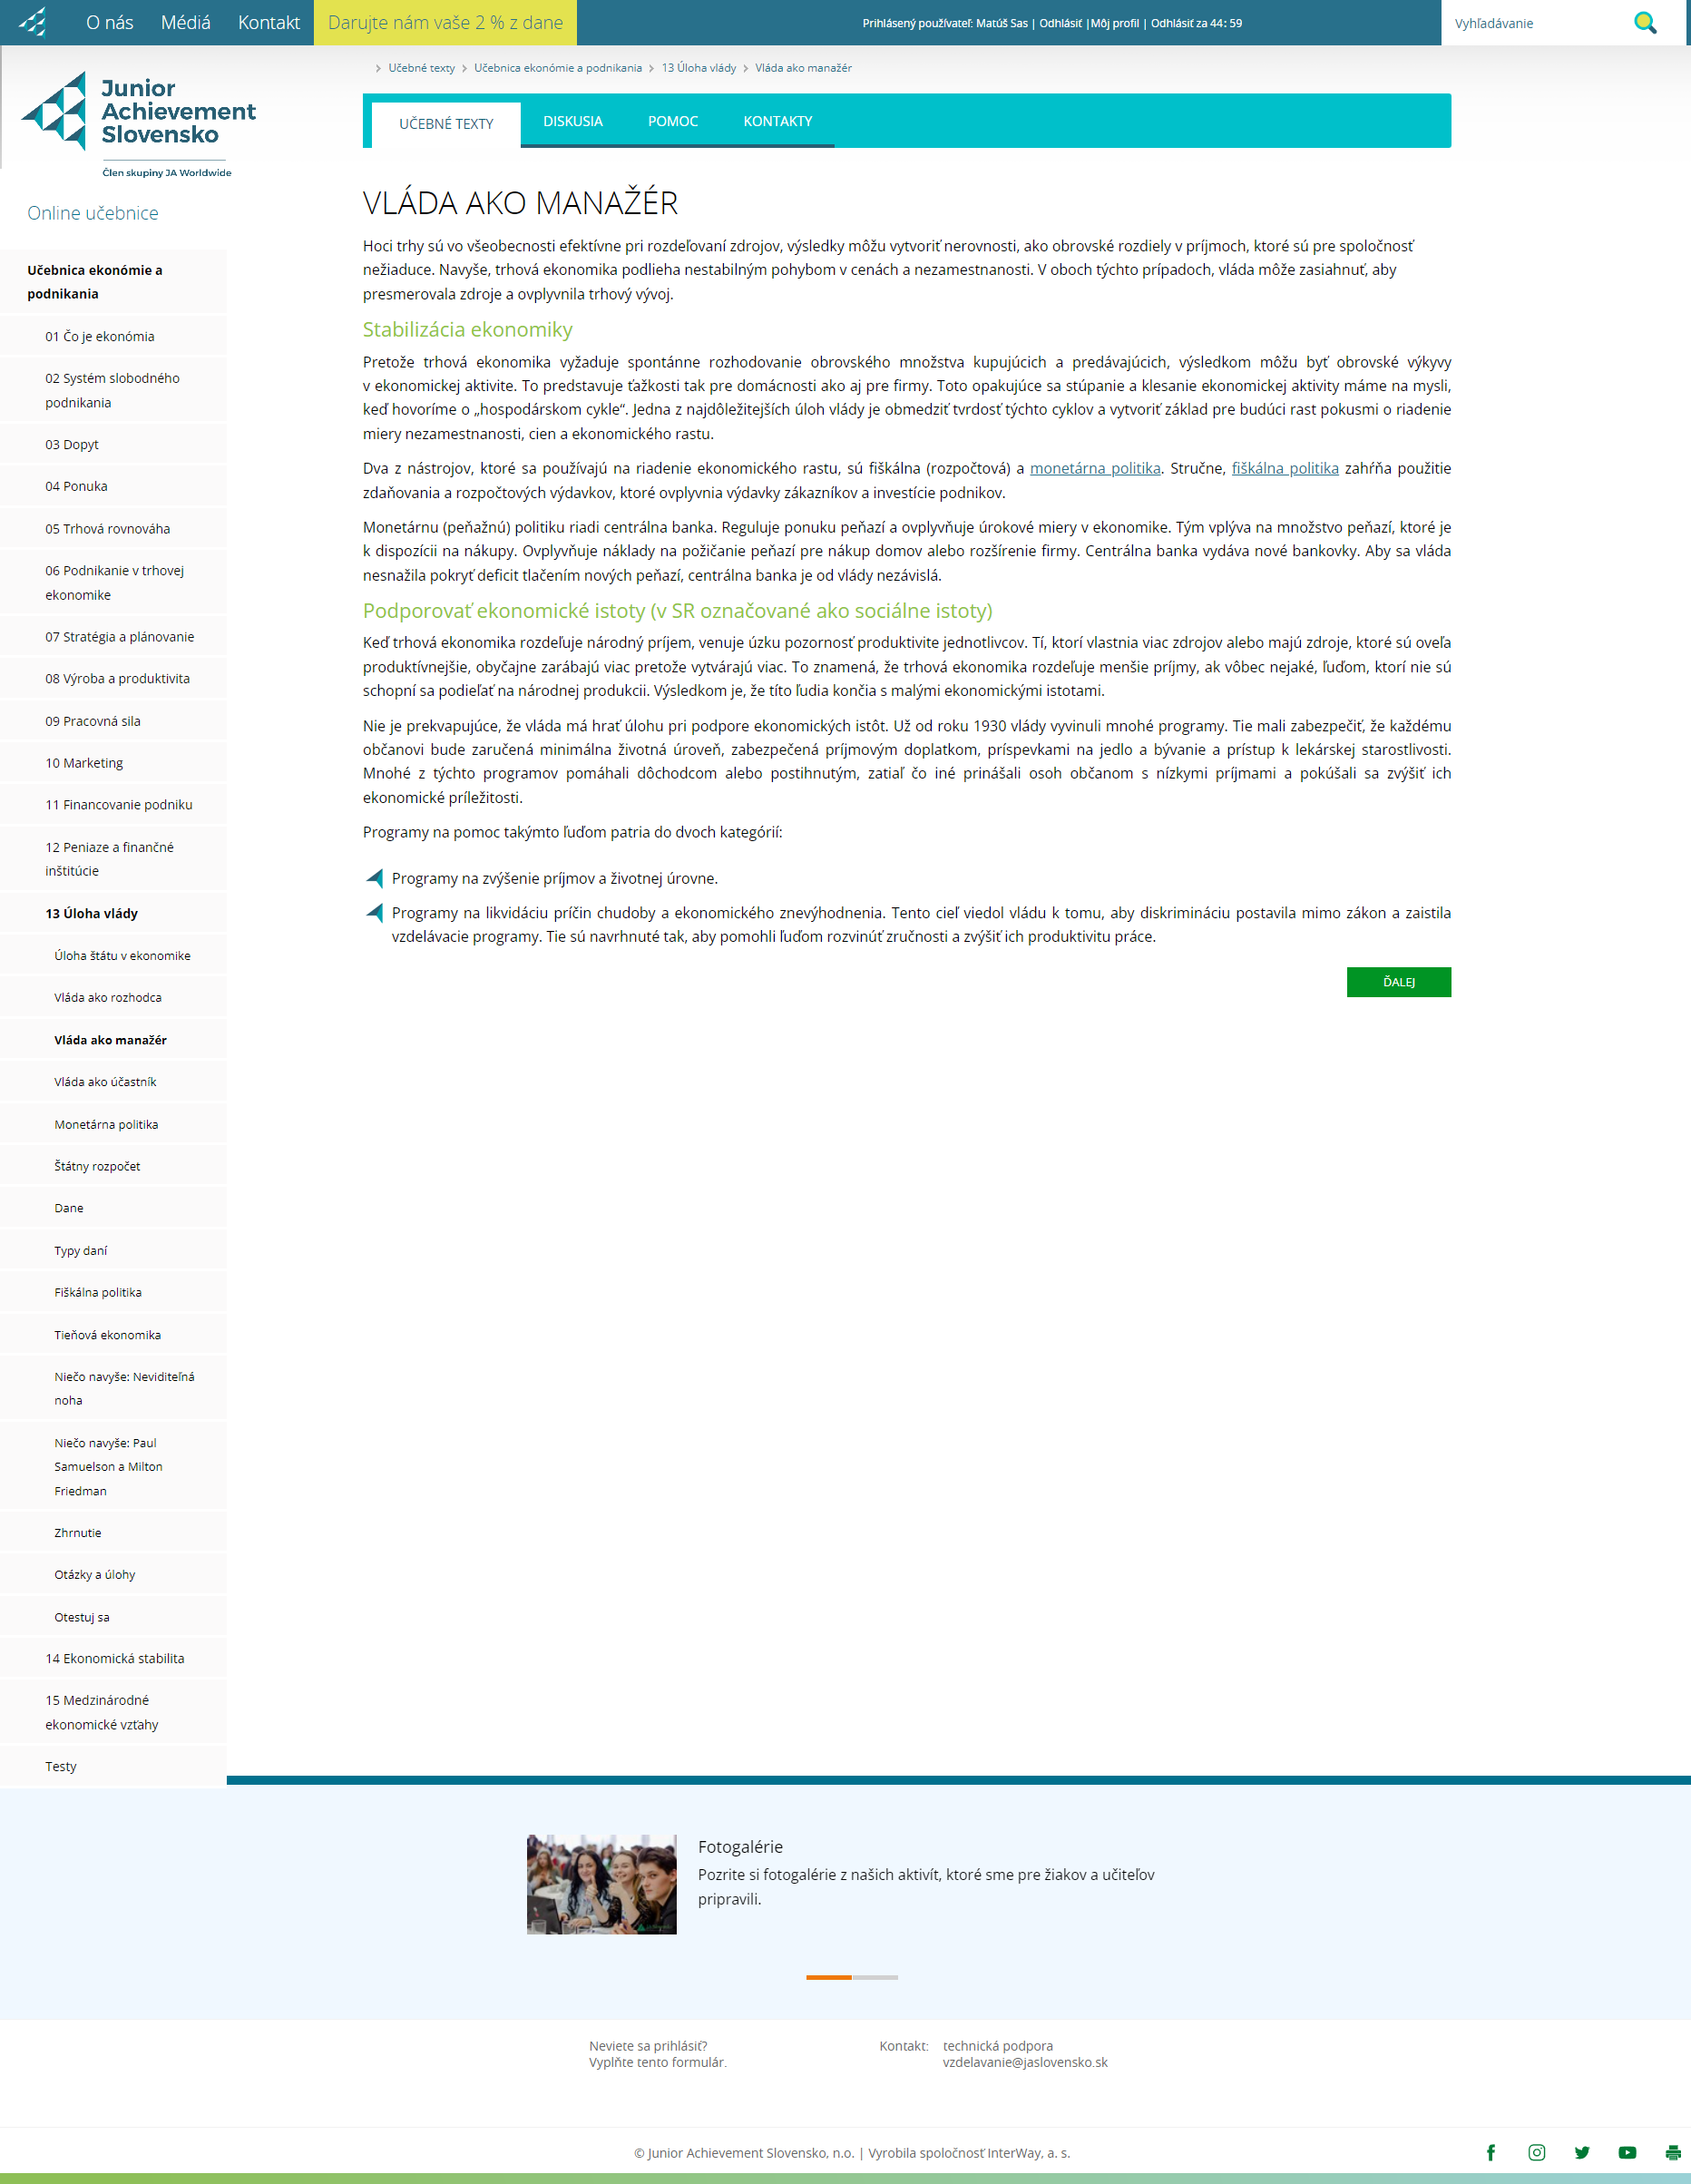 O nás Médiá Kontakt Darujte nám vaše 2 % z dane Prihlásený používateľ: Matúš Sas | Odhlásiť |Môj profil | Odhlásiť za 44: 59 Vyhľadávanie
Junior
Achievement
Slovensko
Člen skupiny JA Worldwide
Online učebnice
Učebnica ekonómie a
podnikania
01 Čo je ekonómia
02 Systém slobodného
podnikania
03 Dopyt
04 Ponuka
05 Trhová rovnováha
06 Podnikanie v trhovej
ekonomike
07 Stratégia a plánovanie
08 Výroba a produktivita
09 Pracovná sila
10 Marketing
11 Financovanie podniku
12 Peniaze a finančné
inštitúcie
13 Úloha vlády
Úloha štátu v ekonomike
Vláda ako rozhodca
Vláda ako manažér
Vláda ako účastník
Monetárna politika
Štátny rozpočet
Dane
Typy daní
Fiškálna politika
Tieňová ekonomika
Niečo navyše: Neviditeľná
noha
Niečo navyše: Paul
Samuelson a Milton
Friedman
Zhrnutie
Otázky a úlohy
Otestuj sa
14 Ekonomická stabilita
15 Medzinárodné
ekonomické vzťahy
Testy
Učebné texty Učebnica ekonómie a podnikania 13 Úloha vlády Vláda ako manažér
UČEBNÉ TEXTY DISKUSIA POMOC KONTAKTY
VLÁDA AKO MANAŽÉR
Hoci trhy sú vo všeobecnosti efektívne pri rozdeľovaní zdrojov, výsledky môžu vytvoriť nerovnosti, ako obrovské rozdiely v príjmoch, ktoré sú pre spoločnosť
nežiaduce. Navyše, trhová ekonomika podlieha nestabilným pohybom v cenách a nezamestnanosti. V oboch týchto prípadoch, vláda môže zasiahnuť, aby
presmerovala zdroje a ovplyvnila trhový vývoj.
Stabilizácia ekonomiky
Pretože trhová ekonomika vyžaduje spontánne rozhodovanie obrovského množstva kupujúcich a predávajúcich, výsledkom môžu byť obrovské výkyvy
v ekonomickej aktivite. To predstavuje ťažkosti tak pre domácnosti ako aj pre firmy. Toto opakujúce sa stúpanie a klesanie ekonomickej aktivity máme na mysli,
keď hovoríme o „hospodárskom cykle“. Jedna z najdôležitejších úloh vlády je obmedziť tvrdosť týchto cyklov a vytvoriť základ pre budúci rast pokusmi o riadenie
miery nezamestnanosti, cien a ekonomického rastu.
Dva z nástrojov, ktoré sa používajú na riadenie ekonomického rastu, sú fiškálna (rozpočtová) a monetárna politika. Stručne, fiškálna politika zahŕňa použitie
zdaňovania a rozpočtových výdavkov, ktoré ovplyvnia výdavky zákazníkov a investície podnikov.
Monetárnu (peňažnú) politiku riadi centrálna banka. Reguluje ponuku peňazí a ovplyvňuje úrokové miery v ekonomike. Tým vplýva na množstvo peňazí, ktoré je
k dispozícii na nákupy. Ovplyvňuje náklady na požičanie peňazí pre nákup domov alebo rozšírenie firmy. Centrálna banka vydáva nové bankovky. Aby sa vláda
nesnažila pokryť deficit tlačením nových peňazí, centrálna banka je od vlády nezávislá.
Podporovať ekonomické istoty (v SR označované ako sociálne istoty)
Keď trhová ekonomika rozdeľuje národný príjem, venuje úzku pozornosť produktivite jednotlivcov. Tí, ktorí vlastnia viac zdrojov alebo majú zdroje, ktoré sú oveľa
produktívnejšie, obyčajne zarábajú viac pretože vytvárajú viac. To znamená, že trhová ekonomika rozdeľuje menšie príjmy, ak vôbec nejaké, ľuďom, ktorí nie sú
schopní sa podieľať na národnej produkcii. Výsledkom je, že títo ľudia končia s malými ekonomickými istotami.
Nie je prekvapujúce, že vláda má hrať úlohu pri podpore ekonomických istôt. Už od roku 1930 vlády vyvinuli mnohé programy. Tie mali zabezpečiť, že každému
občanovi bude zaručená minimálna životná úroveň, zabezpečená príjmovým doplatkom, príspevkami na jedlo a bývanie a prístup k lekárskej starostlivosti.
Mnohé z týchto programov pomáhali dôchodcom alebo postihnutým, zatiaľ čo iné prinášali osoh občanom s nízkymi príjmami a pokúšali sa zvýšiť ich
ekonomické príležitosti.
Programy na pomoc takýmto ľuďom patria do dvoch kategórií:
Programy na zvýšenie príjmov a životnej úrovne.
Programy na likvidáciu príčin chudoby a ekonomického znevýhodnenia. Tento cieľ viedol vládu k tomu, aby diskrimináciu postavila mimo zákon a zaistila
vzdelávacie programy. Tie sú navrhnuté tak, aby pomohli ľuďom rozvinúť zručnosti a zvýšiť ich produktivitu práce.
ĎALEJ
Fotogalérie
Pozrite si fotogalérie z našich aktivít, ktoré sme pre žiakov a učiteľov
pripravili.
Neviete sa prihlásiť?
Vyplňte tento formulár.
Kontakt: technická podpora
vzdelavanie@jaslovensko.sk
© Junior Achievement Slovensko, n.o. | Vyrobila spoločnosť InterWay, a. s.